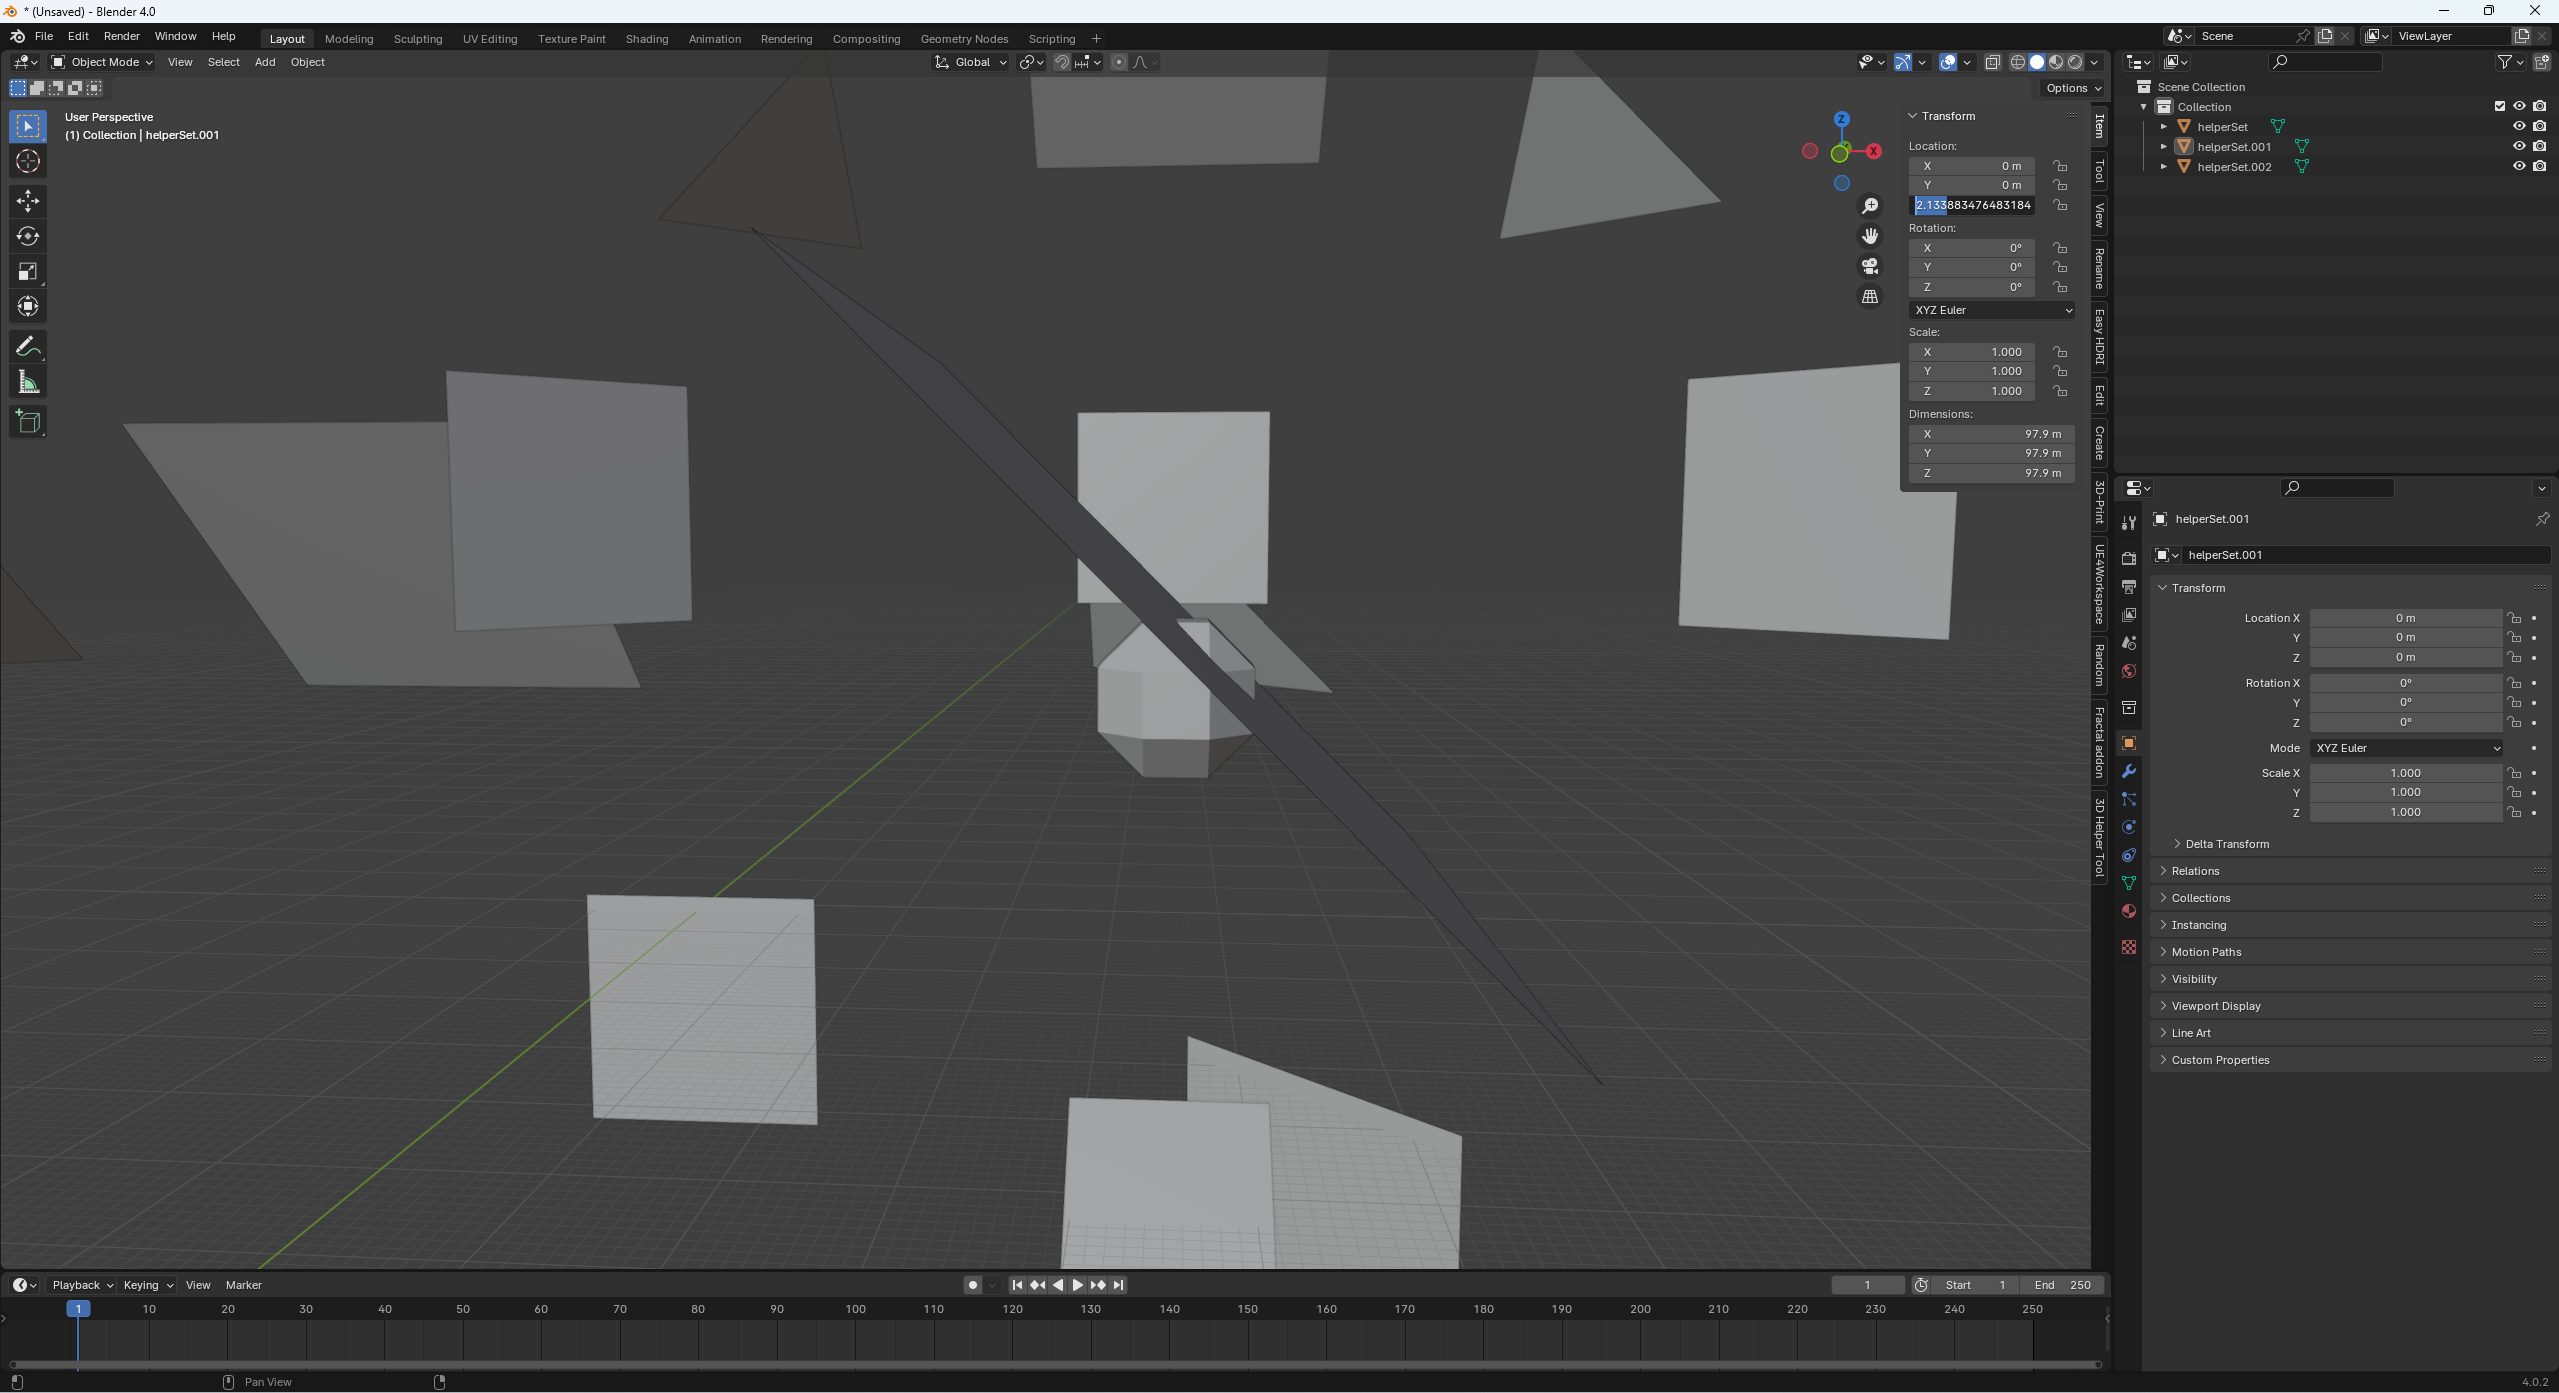 * (Unsaved) - Blender 4.0
File Edit Render Window Help
Layout Modeling Sculpting UV Editing Texture Paint Shading Animation Rendering Compositing Geometry Nodes Scripting +
Scene
ViewLayer
Object Mode View Select Add Object
Global
Options
User Perspective
(1) Collection | helperSet.001
Z
X
Transform
Location:
X 0 m
Y 0 m
2.133883476483184
Rotation:
X 0°
Y 0°
Z 0°
XYZ Euler
Scale:
X 1.000
Y 1.000
Z 1.000
Dimensions:
X 97.9 m
Y 97.9 m
Z 97.9 m
Item
Tool
View
Rename
Easy HDRI
Edit
Create
3D-Print
UE4Workspace
Random
Fractal addon
3D Helper Tool
Scene Collection
Collection
helperSet
helperSet.001
helperSet.002
helperSet.001
helperSet.001
Transform
Location X 0 m
Y 0 m
Z 0 m
Rotation X 0°
Y 0°
Z 0°
Mode XYZ Euler
Scale X 1.000
Y 1.000
Z 1.000
Delta Transform
Relations
Collections
Instancing
Motion Paths
Visibility
Viewport Display
Line Art
Custom Properties
Playback Keying View Marker
1 Start 1 End 250
1 10 20 30 40 50 60 70 80 90 100 110 120 130 140 150 160 170 180 190 200 210 220 230 240 250
Pan View
4.0.2